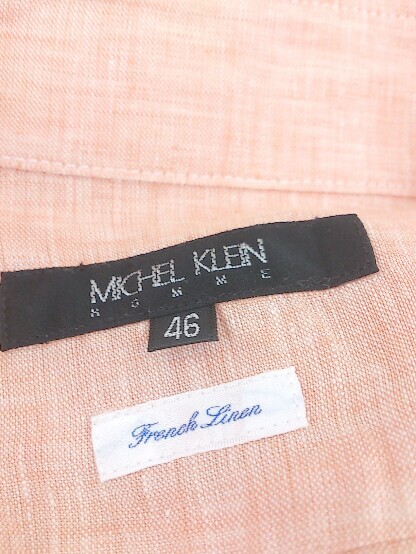 MICHEL KLEIN
HOMME
46
French Linen